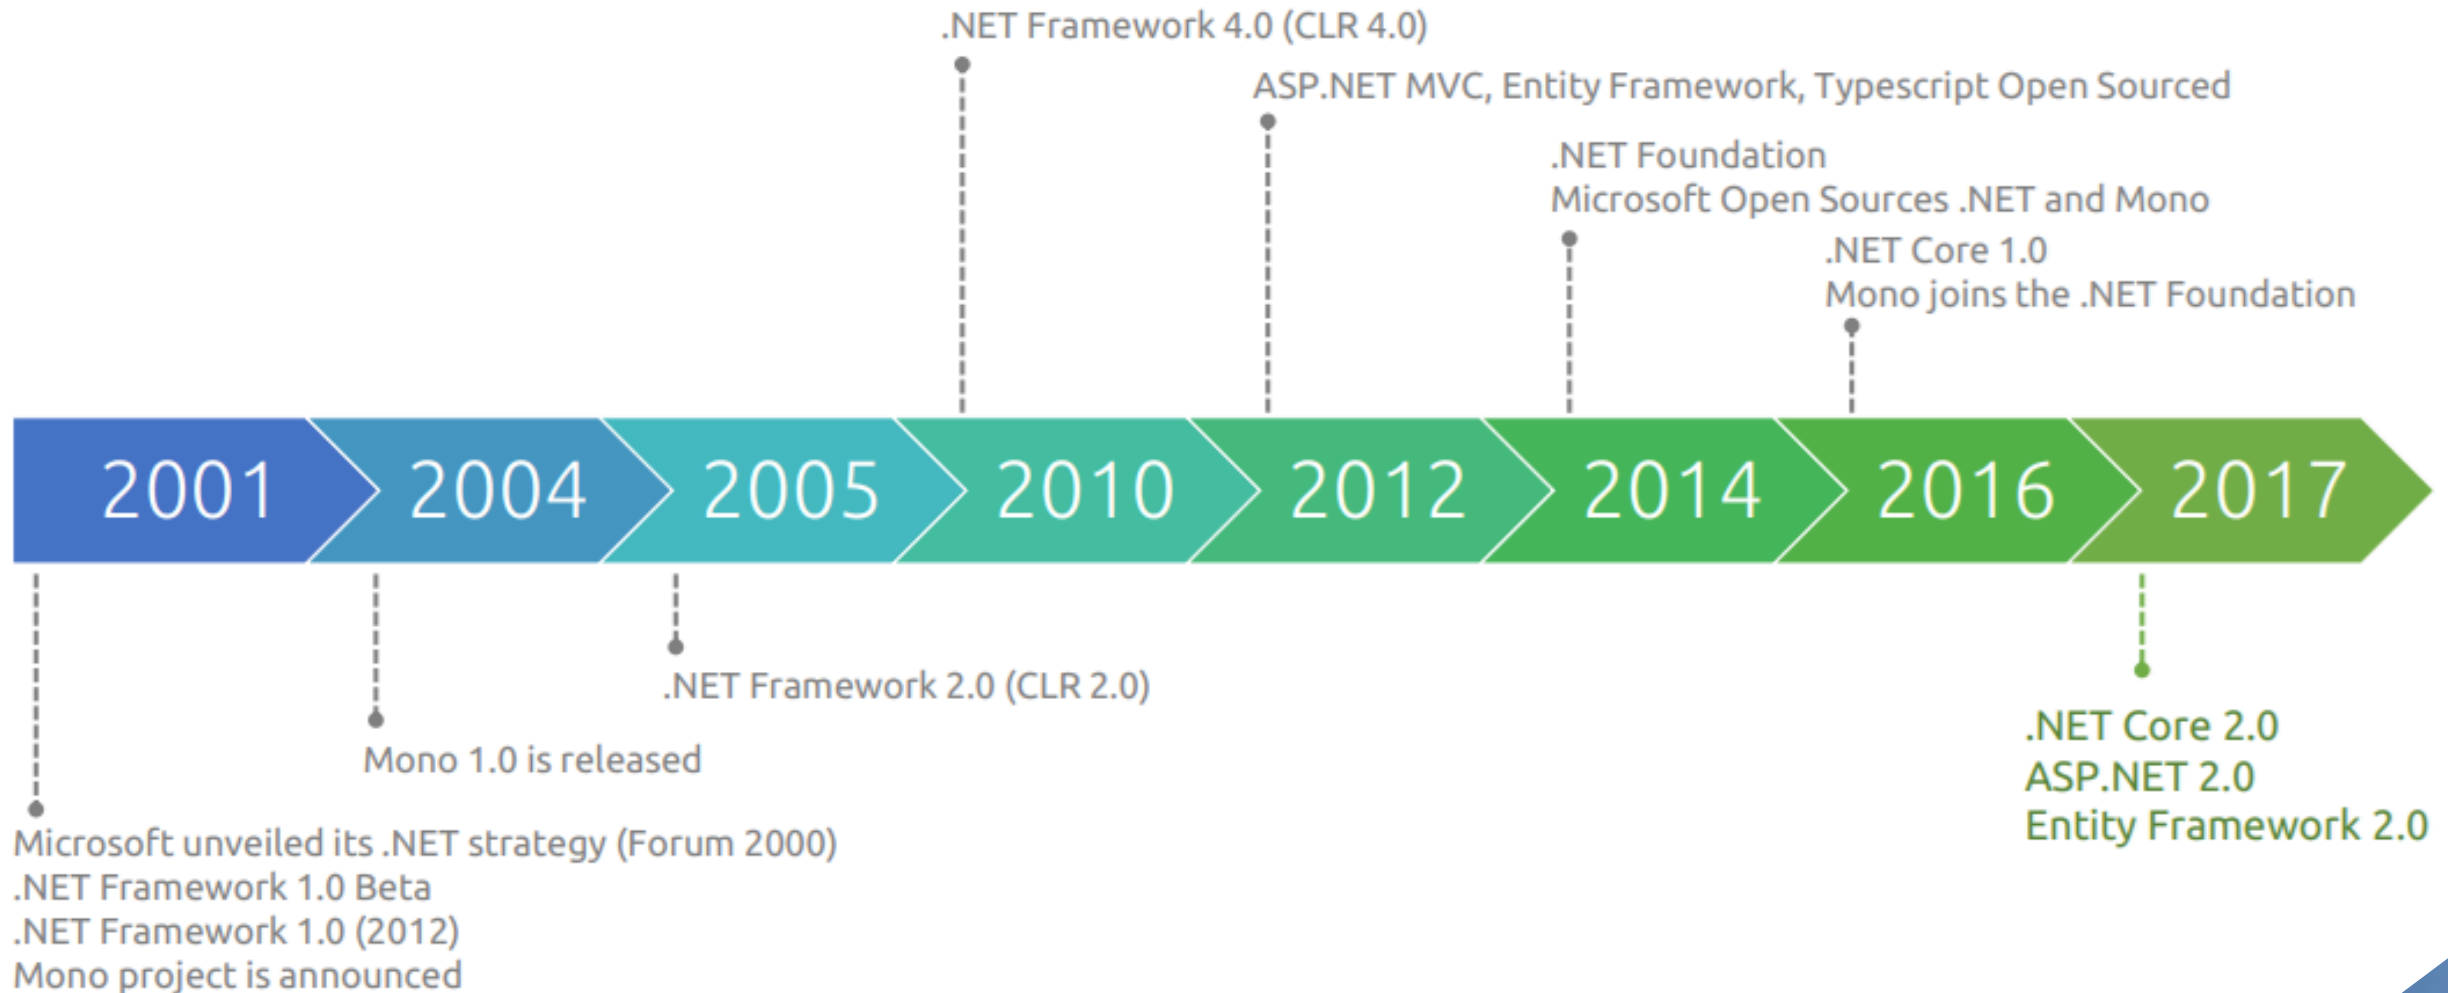 .NET Framework 4.0 (CLR 4.0)
ASP.NET MVC, Entity Framework, Typescript Open Sourced
.NET Foundation
Microsoft Open Sources .NET and Mono
.NET Core 1.0
Mono joins the .NET Foundation
2001 2004 2005 2010 2012 2014 2016 2017
.NET Framework 2.0 (CLR 2.0)
Mono 1.0 is released
.NET Core 2.0
ASP.NET 2.0
Entity Framework 2.0
Microsoft unveiled its .NET strategy (Forum 2000)
.NET Framework 1.0 Beta
.NET Framework 1.0 (2012)
Mono project is announced